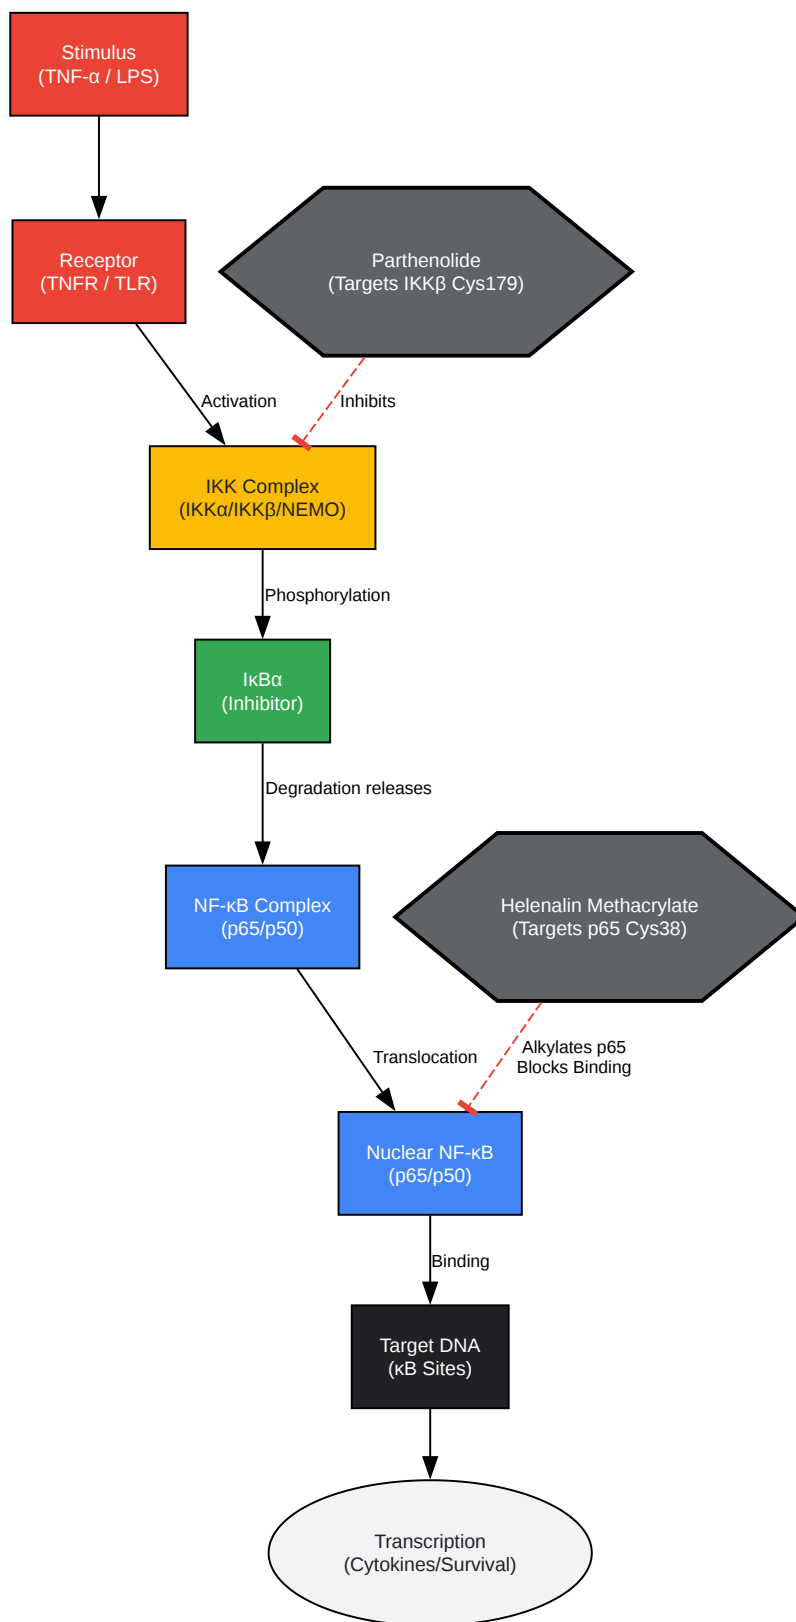 Stimulus
(TNF-α / LPS)
Receptor
(TNFR / TLR)
Parthenolide
(Targets IKKβ Cys179)
Activation
Inhibits
IKK Complex
(IKKα/IKKβ/NEMO)
Phosphorylation
IκBα
(Inhibitor)
Degradation releases
NF-κB Complex
(p65/p50)
Helenalin Methacrylate
(Targets p65 Cys38)
Translocation
Alkylates p65
Blocks Binding
Nuclear NF-κB
(p65/p50)
Binding
Target DNA
(κB Sites)
Transcription
(Cytokines/Survival)